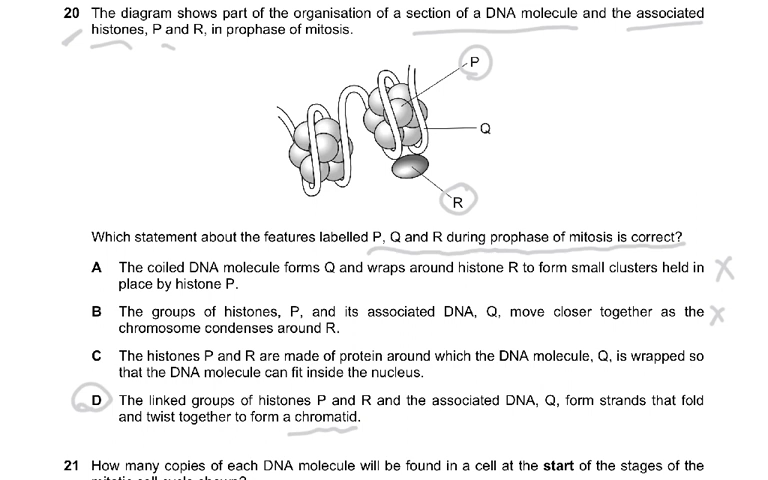 20 The diagram shows part of the organisation of a section of a DNA molecule and the associated
histones, P and R, in prophase of mitosis.
P
Q
R
Which statement about the features labelled P, Q and R during prophase of mitosis is correct?
A The coiled DNA molecule forms Q and wraps around histone R to form small clusters held in
place by histone P.
B The groups of histones, P, and its associated DNA, Q, move closer together as the
chromosome condenses around R.
C The histones P and R are made of protein around which the DNA molecule, Q, is wrapped so
that the DNA molecule can fit inside the nucleus.
D The linked groups of histones P and R and the associated DNA, Q, form strands that fold
and twist together to form a chromatid.
21 How many copies of each DNA molecule will be found in a cell at the start of the stages of the